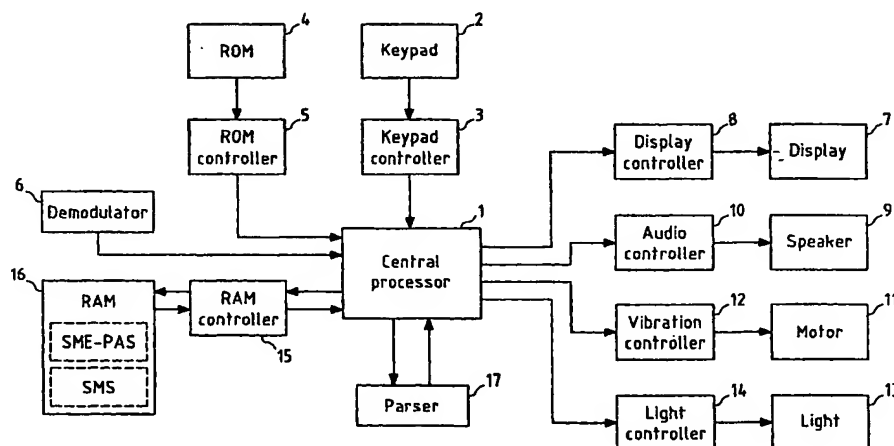 4
ROM
2
Keypad
5
ROM
controller
3
Keypad
controller
8
Display
controller
7
Display
6
Demodulator
1
Central
processor
10
Audio
controller
9
Speaker
16
RAM
SME-PAS
SMS
RAM
controller
15
12
Vibration
controller
11
Motor
17
Parser
14
Light
controller
13
Light